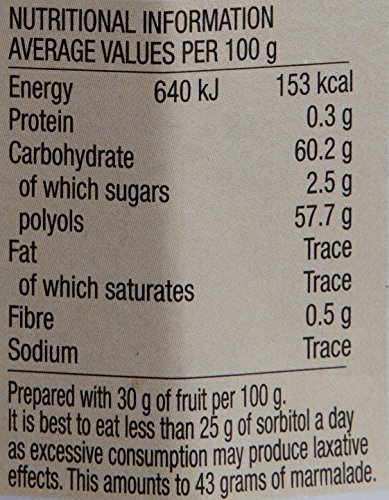 NUTRITIONAL INFORMATION
AVERAGE VALUES PER 100 g
Energy 640 kJ 153 kcal
Protein 0.3 g
Carbohydrate 60.2 g
of which sugars 2.5 g
polyols 57.7 g
Fat Trace
of which saturates Trace
Fibre 0.5 g
Sodium Trace
Prepared with 30 g of fruit per 100 g.
It is best to eat less than 25 g of sorbitol a day
as excessive consumption may produce laxative
effects. This amounts to 43 grams of marmalade.